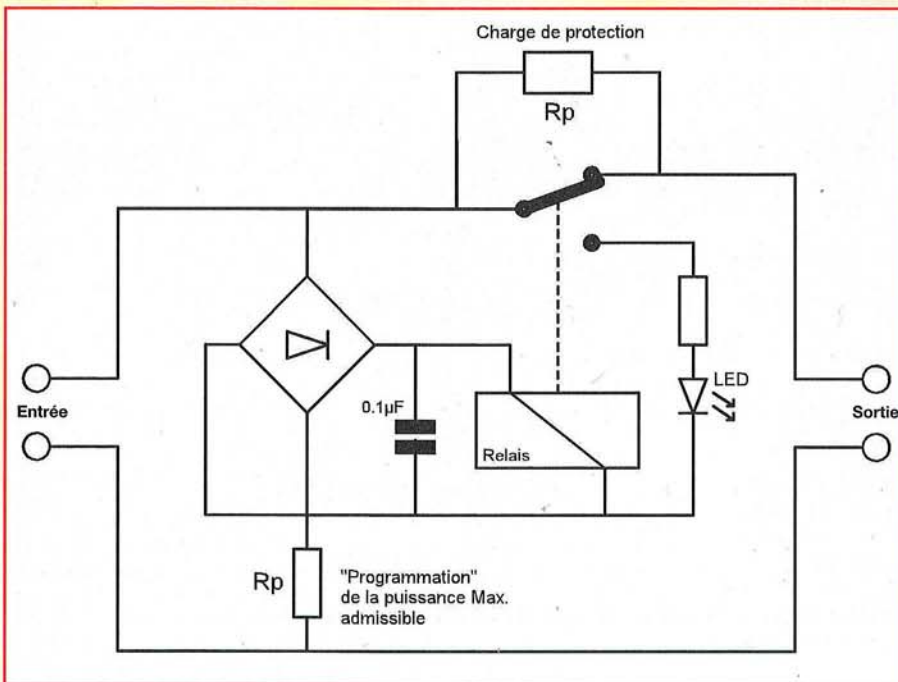 Charge de protection
Rp
Entrée
0.1µF
Relais
LED
Sortie
Rp
"Programmation"
de la puissance Max.
admissible